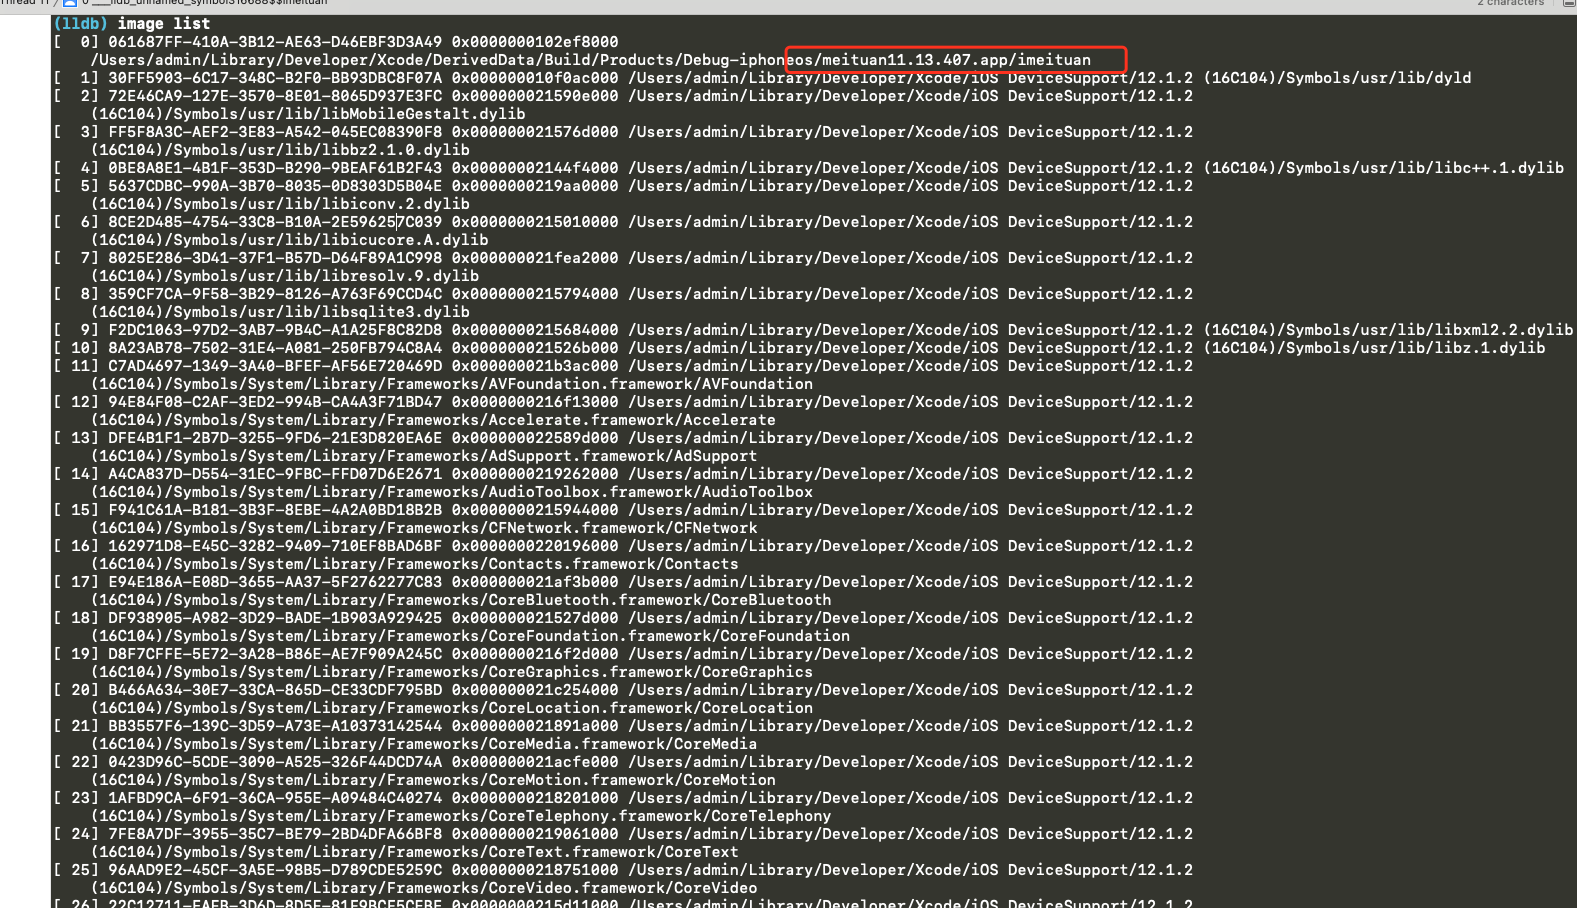 Thread 11 / 0 ___lldb_unnamed_symbol316688$$imeituan
2 characters
(lldb) image list
[  0] 061687FF-410A-3B12-AE63-D46EBF3D3A49 0x0000000102ef8000
/Users/admin/Library/Developer/Xcode/DerivedData/Build/Products/Debug-iphoneos/meituan11.13.407.app/imeituan
[  1] 30FF5903-6C17-348C-B2F0-BB93DBC8F07A 0x000000010f0ac000 /Users/admin/Library/Developer/Xcode/iOS DeviceSupport/12.1.2 (16C104)/Symbols/usr/lib/dyld
[  2] 72E46CA9-127E-3570-8E01-8065D937E3FC 0x000000021590e000 /Users/admin/Library/Developer/Xcode/iOS DeviceSupport/12.1.2
(16C104)/Symbols/usr/lib/libMobileGestalt.dylib
[  3] FF5F8A3C-AEF2-3E83-A542-045EC08390F8 0x000000021576d000 /Users/admin/Library/Developer/Xcode/iOS DeviceSupport/12.1.2
(16C104)/Symbols/usr/lib/libbz2.1.0.dylib
[  4] 0BE8A8E1-4B1F-353D-B290-9BEAF61B2F43 0x00000002144f4000 /Users/admin/Library/Developer/Xcode/iOS DeviceSupport/12.1.2 (16C104)/Symbols/usr/lib/libc++.1.dylib
[  5] 5637CDBC-990A-3B70-8035-0D8303D5B04E 0x0000000219aa0000 /Users/admin/Library/Developer/Xcode/iOS DeviceSupport/12.1.2
(16C104)/Symbols/usr/lib/libiconv.2.dylib
[  6] 8CE2D485-4754-33C8-B10A-2E596257C039 0x0000000215010000 /Users/admin/Library/Developer/Xcode/iOS DeviceSupport/12.1.2
(16C104)/Symbols/usr/lib/libicucore.A.dylib
[  7] 8025E286-3D41-37F1-B57D-D64F89A1C998 0x000000021fea2000 /Users/admin/Library/Developer/Xcode/iOS DeviceSupport/12.1.2
(16C104)/Symbols/usr/lib/libresolv.9.dylib
[  8] 359CF7CA-9F58-3B29-8126-A763F69CCD4C 0x0000000215794000 /Users/admin/Library/Developer/Xcode/iOS DeviceSupport/12.1.2
(16C104)/Symbols/usr/lib/libsqlite3.dylib
[  9] F2DC1063-97D2-3AB7-9B4C-A1A25F8C82D8 0x0000000215684000 /Users/admin/Library/Developer/Xcode/iOS DeviceSupport/12.1.2 (16C104)/Symbols/usr/lib/libxml2.2.dylib
[ 10] 8A23AB78-7502-31E4-A081-250FB794C8A4 0x000000021526b000 /Users/admin/Library/Developer/Xcode/iOS DeviceSupport/12.1.2 (16C104)/Symbols/usr/lib/libz.1.dylib
[ 11] C7AD4697-1349-3A40-BFEF-AF56E720469D 0x000000021b3ac000 /Users/admin/Library/Developer/Xcode/iOS DeviceSupport/12.1.2
(16C104)/Symbols/System/Library/Frameworks/AVFoundation.framework/AVFoundation
[ 12] 94E84F08-C2AF-3ED2-994B-CA4A3F71BD47 0x0000000216f13000 /Users/admin/Library/Developer/Xcode/iOS DeviceSupport/12.1.2
(16C104)/Symbols/System/Library/Frameworks/Accelerate.framework/Accelerate
[ 13] DFE4B1F1-2B7D-3255-9FD6-21E3D820EA6E 0x000000022589d000 /Users/admin/Library/Developer/Xcode/iOS DeviceSupport/12.1.2
(16C104)/Symbols/System/Library/Frameworks/AdSupport.framework/AdSupport
[ 14] A4CA837D-D554-31EC-9FBC-FFD07D6E2671 0x0000000219262000 /Users/admin/Library/Developer/Xcode/iOS DeviceSupport/12.1.2
(16C104)/Symbols/System/Library/Frameworks/AudioToolbox.framework/AudioToolbox
[ 15] F941C61A-B181-3B3F-8EBE-4A2A0BD18B2B 0x0000000215944000 /Users/admin/Library/Developer/Xcode/iOS DeviceSupport/12.1.2
(16C104)/Symbols/System/Library/Frameworks/CFNetwork.framework/CFNetwork
[ 16] 162971D8-E45C-3282-9409-710EF8BAD6BF 0x0000000220196000 /Users/admin/Library/Developer/Xcode/iOS DeviceSupport/12.1.2
(16C104)/Symbols/System/Library/Frameworks/Contacts.framework/Contacts
[ 17] E94E186A-E08D-3655-AA37-5F2762277C83 0x000000021af3b000 /Users/admin/Library/Developer/Xcode/iOS DeviceSupport/12.1.2
(16C104)/Symbols/System/Library/Frameworks/CoreBluetooth.framework/CoreBluetooth
[ 18] DF938905-A982-3D29-BADE-1B903A929425 0x000000021527d000 /Users/admin/Library/Developer/Xcode/iOS DeviceSupport/12.1.2
(16C104)/Symbols/System/Library/Frameworks/CoreFoundation.framework/CoreFoundation
[ 19] D8F7CFFE-5E72-3A28-B86E-AE7F909A245C 0x0000000216f2d000 /Users/admin/Library/Developer/Xcode/iOS DeviceSupport/12.1.2
(16C104)/Symbols/System/Library/Frameworks/CoreGraphics.framework/CoreGraphics
[ 20] B466A634-30E7-33CA-865D-CE33CDF795BD 0x000000021c254000 /Users/admin/Library/Developer/Xcode/iOS DeviceSupport/12.1.2
(16C104)/Symbols/System/Library/Frameworks/CoreLocation.framework/CoreLocation
[ 21] BB3557F6-139C-3D59-A73E-A10373142544 0x000000021891a000 /Users/admin/Library/Developer/Xcode/iOS DeviceSupport/12.1.2
(16C104)/Symbols/System/Library/Frameworks/CoreMedia.framework/CoreMedia
[ 22] 0423D96C-5CDE-3090-A525-326F44DCD74A 0x000000021acfe000 /Users/admin/Library/Developer/Xcode/iOS DeviceSupport/12.1.2
(16C104)/Symbols/System/Library/Frameworks/CoreMotion.framework/CoreMotion
[ 23] 1AFBD9CA-6F91-36CA-955E-A09484C40274 0x0000000218201000 /Users/admin/Library/Developer/Xcode/iOS DeviceSupport/12.1.2
(16C104)/Symbols/System/Library/Frameworks/CoreTelephony.framework/CoreTelephony
[ 24] 7FE8A7DF-3955-35C7-BE79-2BD4DFA66BF8 0x0000000219061000 /Users/admin/Library/Developer/Xcode/iOS DeviceSupport/12.1.2
(16C104)/Symbols/System/Library/Frameworks/CoreText.framework/CoreText
[ 25] 96AAD9E2-45CF-3A5E-98B5-D789CDE5259C 0x0000000218751000 /Users/admin/Library/Developer/Xcode/iOS DeviceSupport/12.1.2
(16C104)/Symbols/System/Library/Frameworks/CoreVideo.framework/CoreVideo
[ 26] 0x0000000215d11000 /Users/admin/Library/Developer/Xcode/iOS DeviceSupport/12.1.2